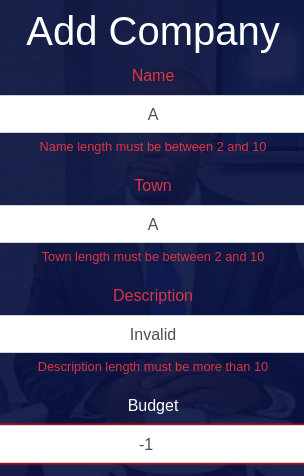 Add Company
Name
A
Name length must be between 2 and 10
Town
A
Town length must be between 2 and 10
Description
Invalid
Description length must be more than 10
Budget
-1